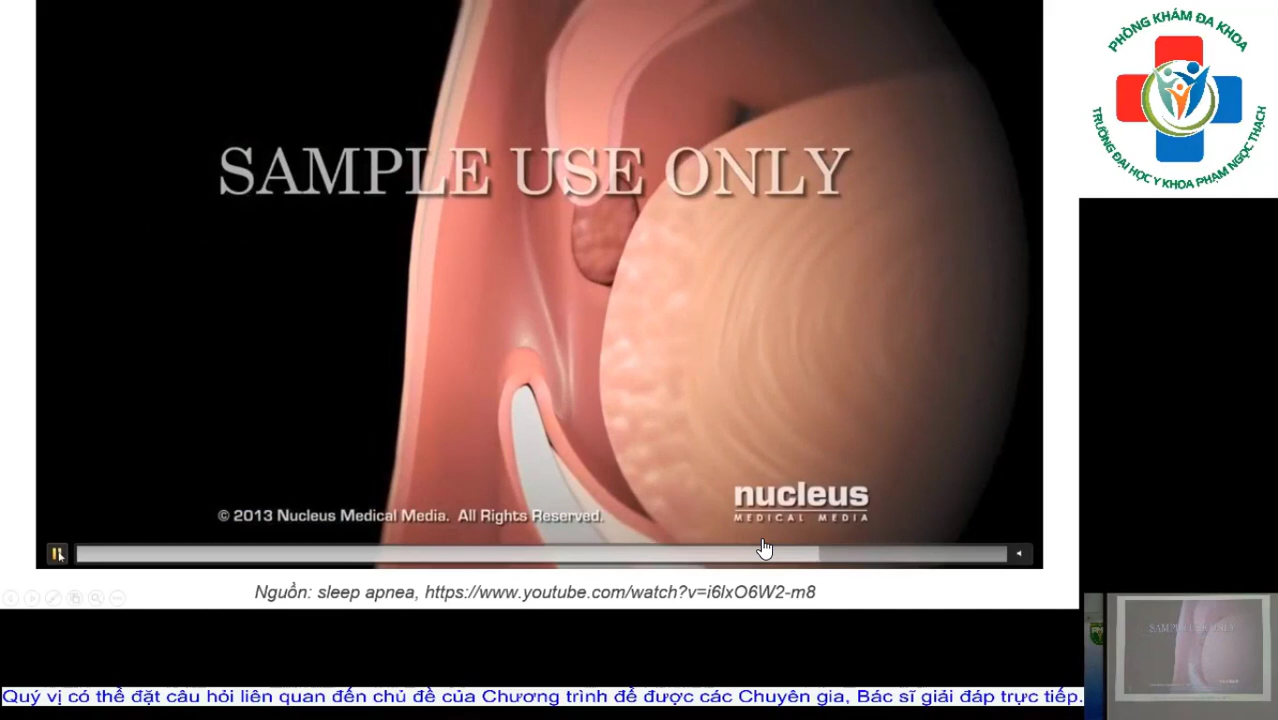 PHÒNG KHÁM ĐA KHOA
TRƯỜNG ĐẠI HỌC Y KHOA PHẠM NGỌC THẠCH
SAMPLE USE ONLY
nucleus
MEDICAL MEDIA
© 2013 Nucleus Medical Media. All Rights Reserved.
Nguồn: sleep apnea, https://www.youtube.com/watch?v=i6lxO6W2-m8
SAMPLE USE ONLY
Quý vị có thể đặt câu hỏi liên quan đến chủ đề của Chương trình để được các Chuyên gia, Bác sĩ giải đáp trực tiếp.